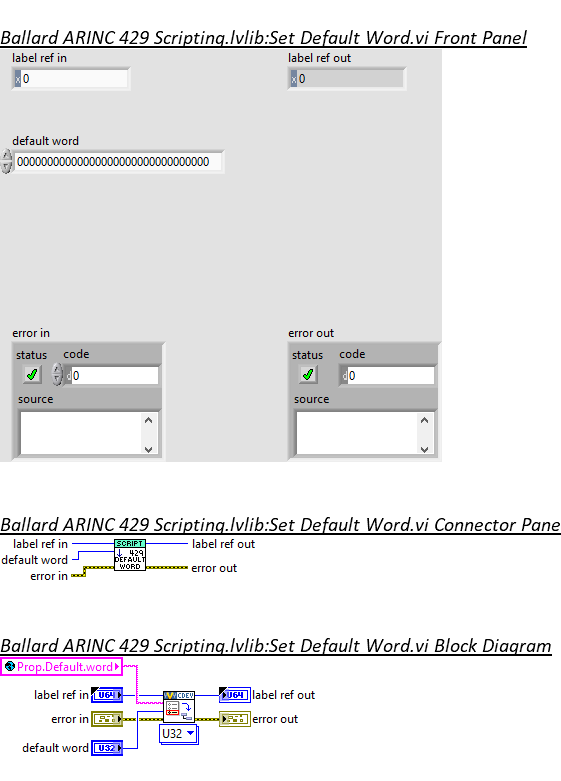 Ballard ARINC 429 Scripting.lvlib:Set Default Word.vi Front Panel
label ref in label ref out
x 0 x 0
default word
00000000000000000000000000000000
error in error out
status code status code
d 0 d 0
source source
Ballard ARINC 429 Scripting.lvlib:Set Default Word.vi Connector Pane
label ref in SCRIPT label ref out
default word ↓ 429
DEFAULT error out
error in WORD
Ballard ARINC 429 Scripting.lvlib:Set Default Word.vi Block Diagram
Prop.Default.word
label ref in U64 CDEV U64 label ref out
error in error out
U32
default word U32